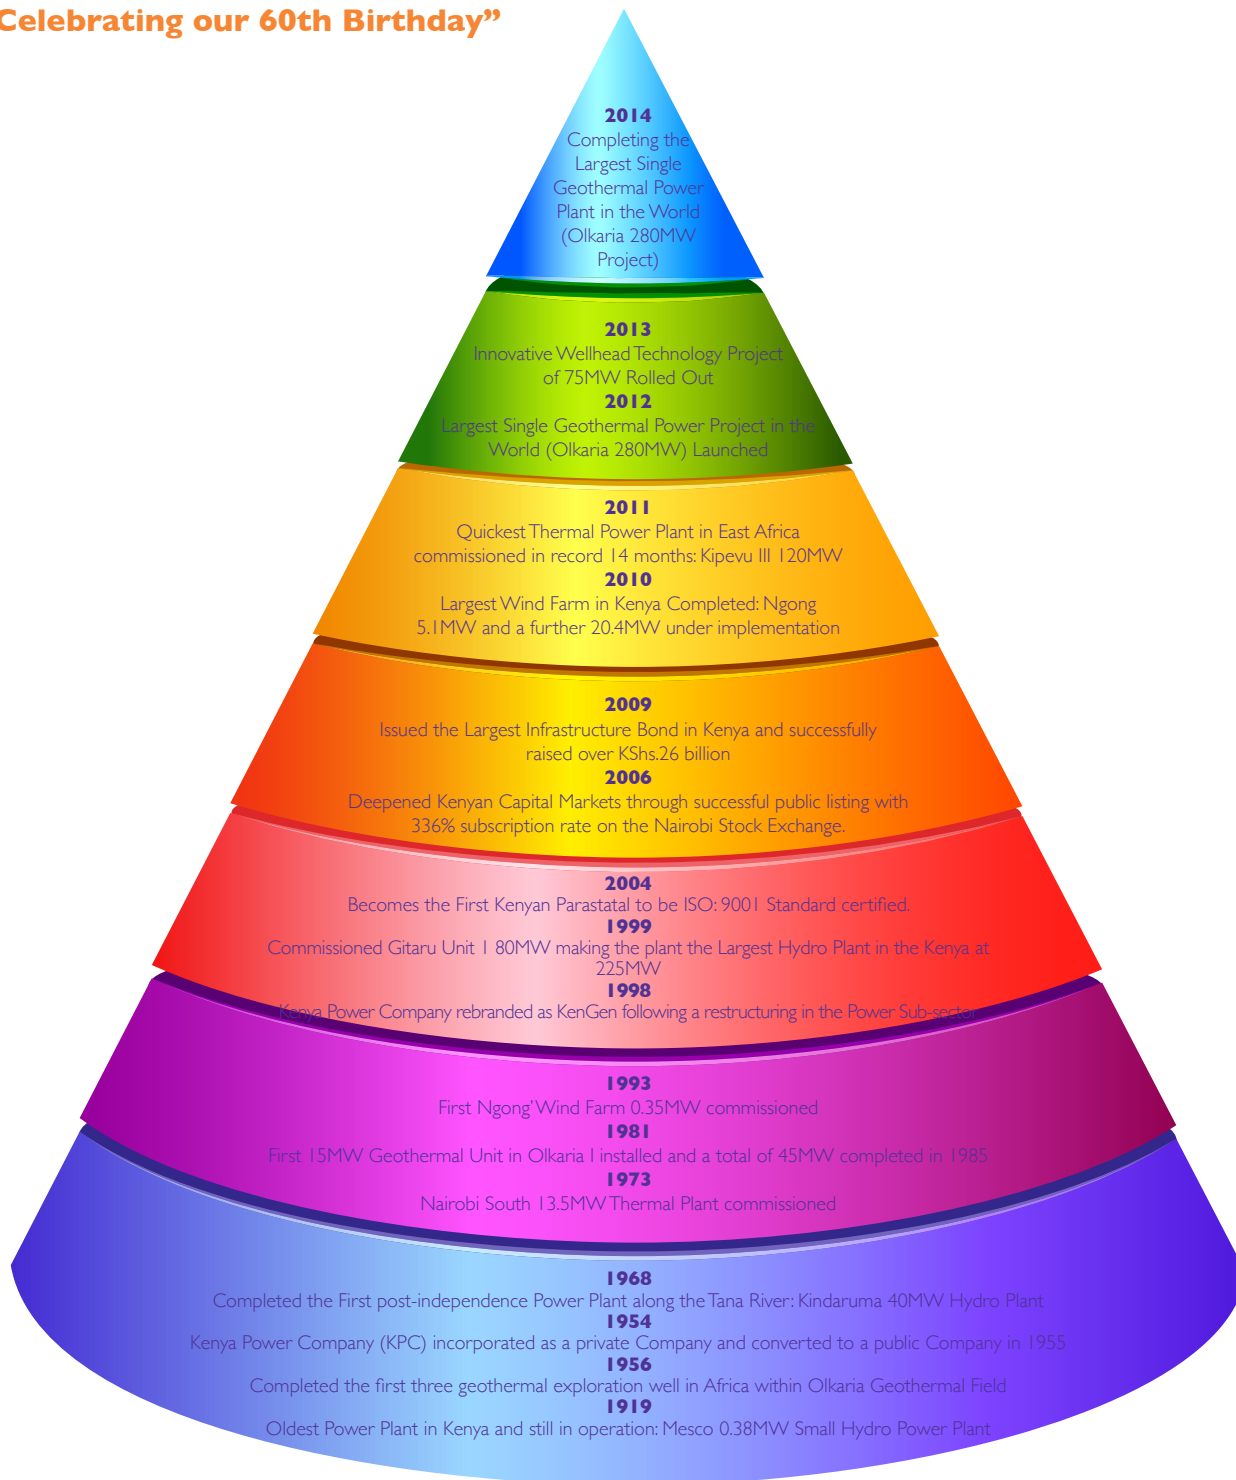 Celebrating our 60th Birthday”
2014
Completing the
Largest Single
Geothermal Power
Plant in the World
(Olkaria 280MW
Project)
2013
Innovative Wellhead Technology Project
of 75MW Rolled Out
2012
Largest Single Geothermal Power Project in the
World (Olkaria 280MW) Launched
2011
Quickest Thermal Power Plant in East Africa
commissioned in record 14 months: Kipevu III 120MW
2010
Largest Wind Farm in Kenya Completed: Ngong
5.1MW and a further 20.4MW under implementation
2009
Issued the Largest Infrastructure Bond in Kenya and successfully
raised over KShs.26 billion
2006
Deepened Kenyan Capital Markets through successful public listing with
336% subscription rate on the Nairobi Stock Exchange.
2004
Becomes the First Kenyan Parastatal to be ISO: 9001 Standard certified.
1999
Commissioned Gitaru Unit 1 80MW making the plant the Largest Hydro Plant in the Kenya at
225MW
1998
Kenya Power Company rebranded as KenGen following a restructuring in the Power Sub-sector
1993
First Ngong’ Wind Farm 0.35MW commissioned
1981
First 15MW Geothermal Unit in Olkaria I installed and a total of 45MW completed in 1985
1973
Nairobi South 13.5MW Thermal Plant commissioned
1968
Completed the First post-independence Power Plant along the Tana River: Kindaruma 40MW Hydro Plant
1954
Kenya Power Company (KPC) incorporated as a private Company and converted to a public Company in 1955
1956
Completed the first three geothermal exploration well in Africa within Olkaria Geothermal Field
1919
Oldest Power Plant in Kenya and still in operation: Mesco 0.38MW Small Hydro Power Plant